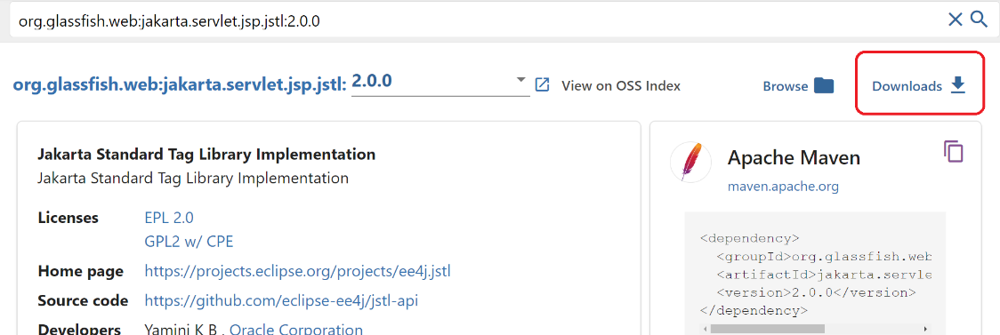 org.glassfish.web:jakarta.servlet.jsp.jstl:2.0.0
org.glassfish.web:jakarta.servlet.jsp.jstl: 2.0.0 View on OSS Index Browse Downloads
Jakarta Standard Tag Library Implementation
Jakarta Standard Tag Library Implementation
Licenses EPL 2.0
GPL2 w/ CPE
Home page https://projects.eclipse.org/projects/ee4j.jstl
Source code https://github.com/eclipse-ee4j/jstl-api
Developers Yamini K B , Oracle Corporation
Apache Maven
maven.apache.org
<dependency>
<groupId>org.glassfish.web
<artifactId>jakarta.servle
<version>2.0.0</version>
</dependency>